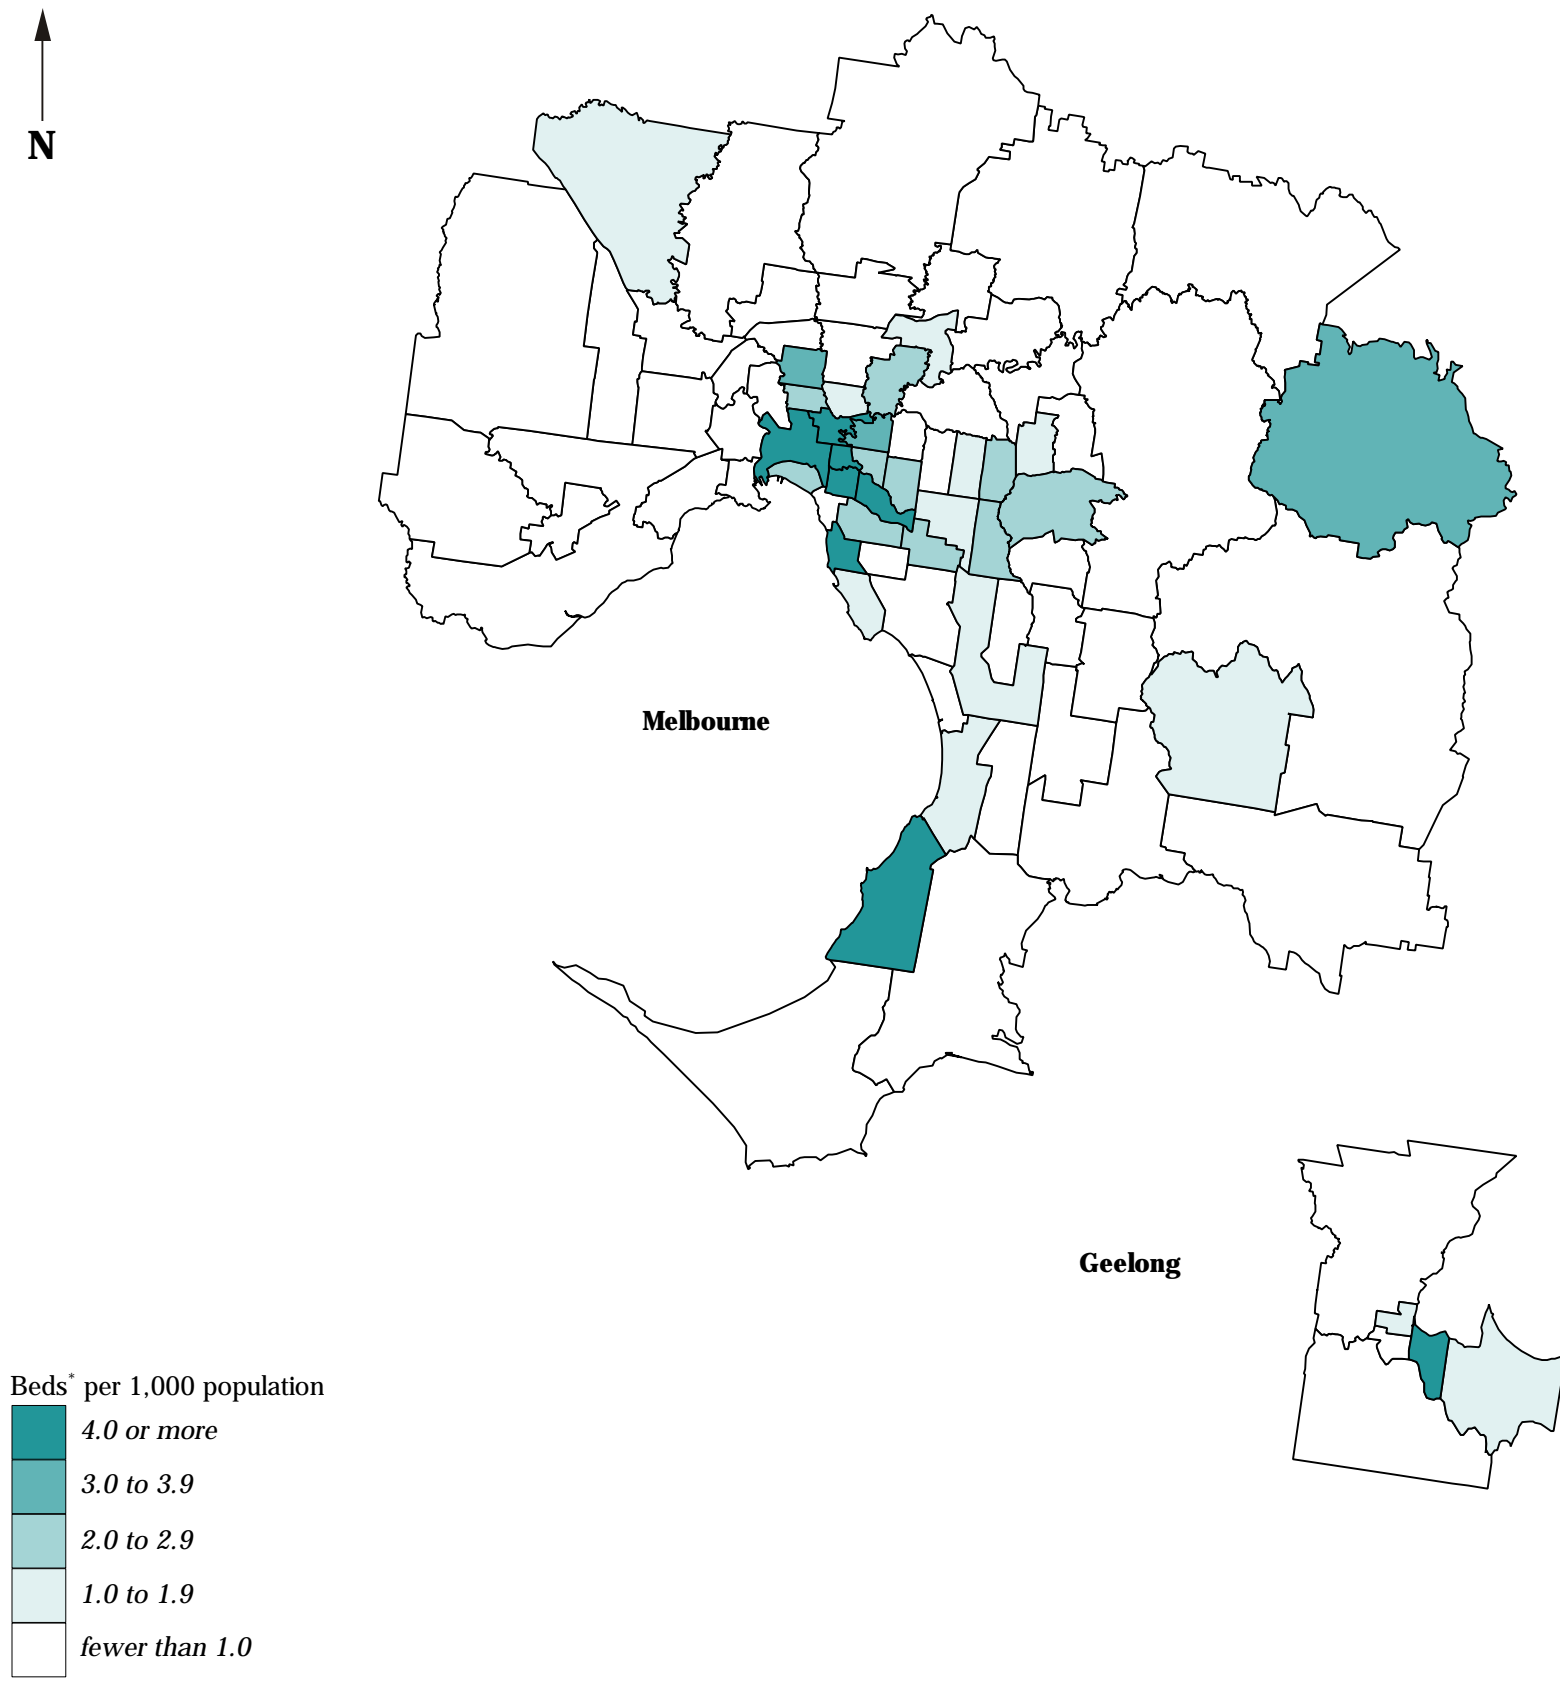 N
Melbourne
Geelong
Beds* per 1,000 population
4.0 or more
3.0 to 3.9
2.0 to 2.9
1.0 to 1.9
fewer than 1.0